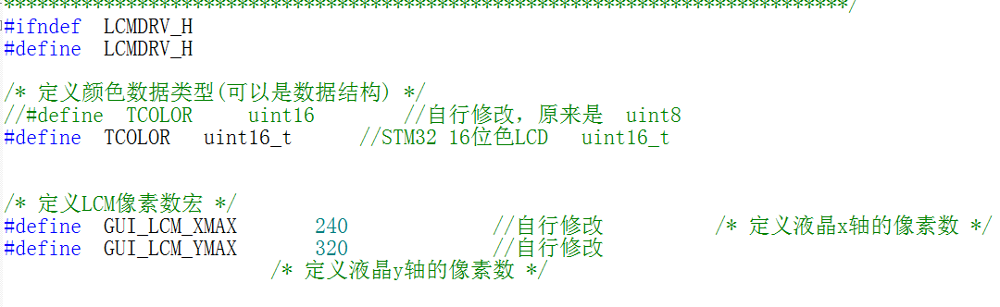 ****************************************************************************/
#ifndef LCMDRV_H
#define LCMDRV_H
/* 定义颜色数据类型(可以是数据结构) */
//#define TCOLOR uint16 //自行修改，原来是 uint8
#define TCOLOR uint16_t //STM32 16位色LCD uint16_t
/* 定义LCM像素数宏 */
#define GUI_LCM_XMAX 240 //自行修改 /* 定义液晶x轴的像素数 */
#define GUI_LCM_YMAX 320 //自行修改
/* 定义液晶y轴的像素数 */